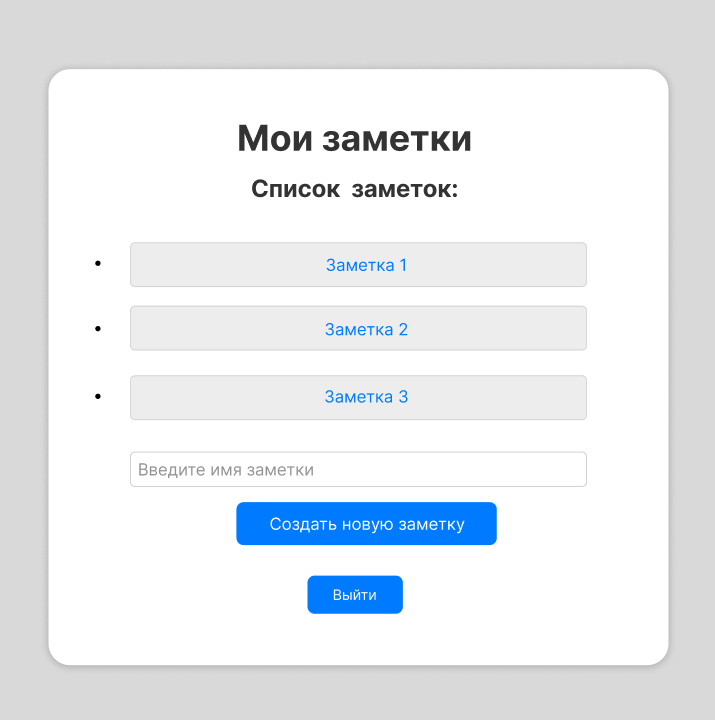 Мои заметки
Список заметок:
• Заметка 1
• Заметка 2
• Заметка 3
Введите имя заметки
Создать новую заметку
Выйти